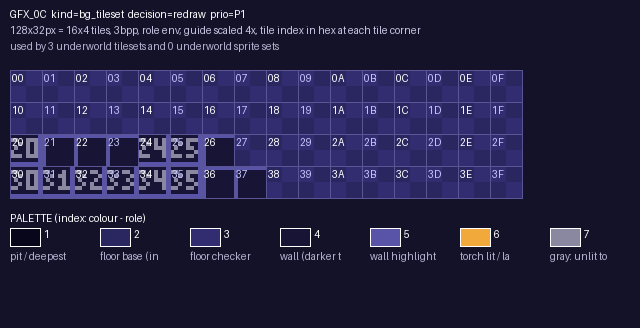 GFX_0C kind=bg_tileset decision=redraw prio=P1
128x32px = 16x4 tiles, 3bpp, role env; guide scaled 4x, tile index in hex at each tile corner
used by 3 underworld tilesets and 0 underworld sprite sets
00 01 02 03 04 05 06 07 08 09 0A 0B 0C 0D 0E 0F
10 11 12 13 14 15 16 17 18 19 1A 1B 1C 1D 1E 1F
20 21 22 23 24 25 26 27 28 29 2A 2B 2C 2D 2E 2F
30 31 32 33 34 35 36 37 38 39 3A 3B 3C 3D 3E 3F
PALETTE (index: colour - role)
1 2 3 4 5 6 7
pit / deepest floor base (in floor checker wall (darker t wall highlight torch lit / la gray: unlit to